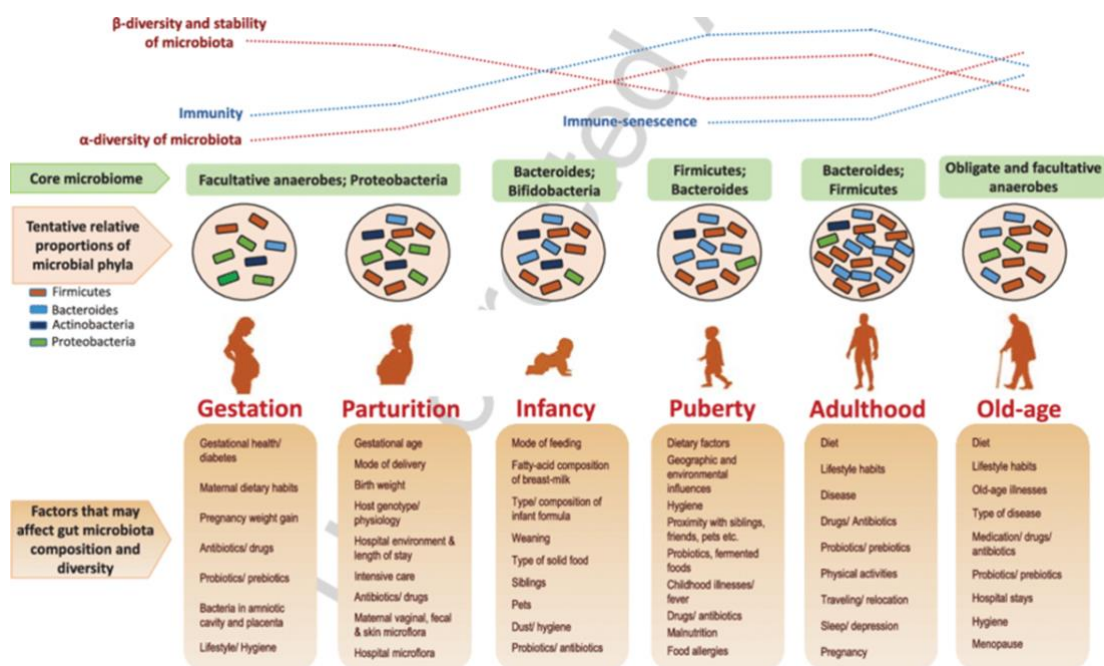 β-diversity and stability
of microbiota
Immunity
α-diversity of microbiota
Immune-senescence
Core microbiome
Facultative anaerobes; Proteobacteria
Bacteroides;
Bifidobacteria
Firmicutes;
Bacteroides
Bacteroides;
Firmicutes
Obligate and facultative
anaerobes
Tentative relative
proportions of
microbial phyla
Firmicutes
Bacteroides
Actinobacteria
Proteobacteria
Gestation
Parturition
Infancy
Puberty
Adulthood
Old-age
Factors that may
affect gut microbiota
composition and
diversity
Gestational health/
diabetes
Maternal dietary habits
Pregnancy weight gain
Antibiotics/ drugs
Probiotics/ prebiotics
Bacteria in amniotic
cavity and placenta
Lifestyle/ Hygiene
Gestational age
Mode of delivery
Birth weight
Host genotype/
physiology
Hospital environment &
length of stay
Intensive care
Antibiotics/ drugs
Maternal vaginal, fecal
& skin microflora
Hospital microflora
Mode of feeding
Fatty-acid composition
of breast-milk
Type/ composition of
infant formula
Weaning
Type of solid food
Siblings
Pets
Dust/ hygiene
Probiotics/ antibiotics
Dietary factors
Geographic and
environmental
influences
Hygiene
Proximity with siblings,
friends, pets etc.
Probiotics, fermented
foods
Childhood illnesses/
fever
Drugs/ antibiotics
Malnutrition
Food allergies
Diet
Lifestyle habits
Disease
Drugs/ Antibiotics
Probiotics/ prebiotics
Physical activities
Traveling/ relocation
Sleep/ depression
Pregnancy
Diet
Lifestyle habits
Old-age illnesses
Type of disease
Medication/ drugs/
antibiotics
Probiotics/ prebiotics
Hospital stays
Hygiene
Menopause